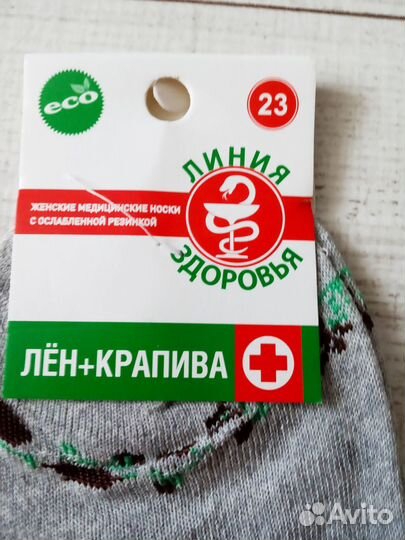 eco
23
ЛИНИЯ
ЗДОРОВЬЯ
ЖЕНСКИЕ МЕДИЦИНСКИЕ НОСКИ
С ОСЛАБЛЕННОЙ РЕЗИНКОЙ
ЛЁН+КРАПИВА
Avito